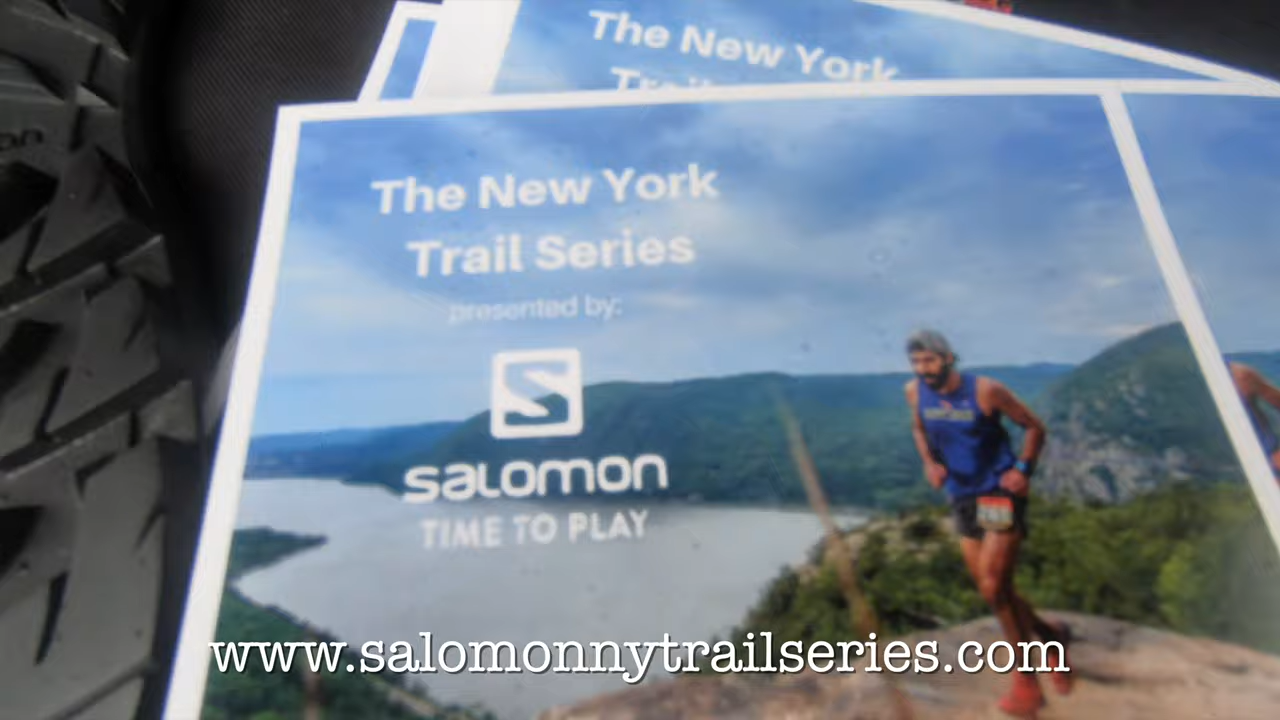 The New York
The New York
Trail Series
presented by:
salomon
TIME TO PLAY
www.salomonnytrailseries.com